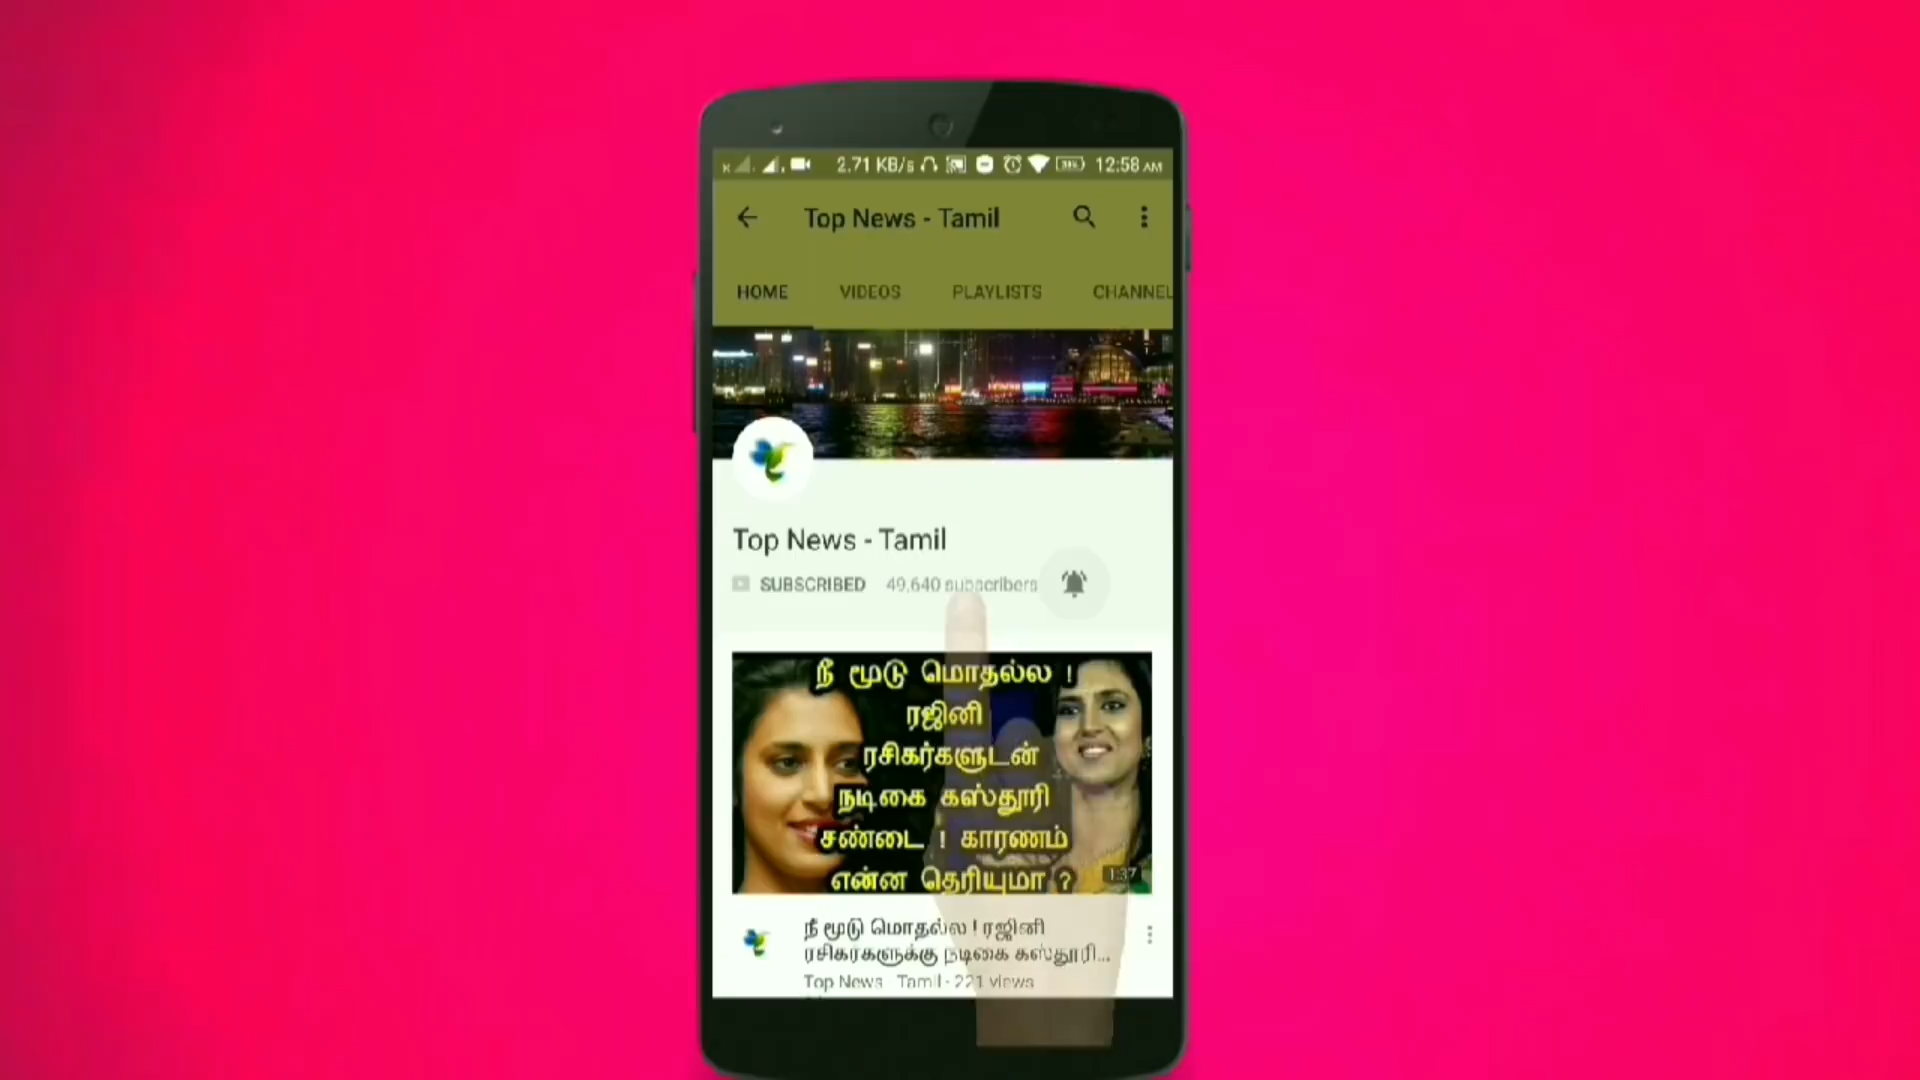 2.71 KB/s 12:58 AM
Top News - Tamil
HOME VIDEOS PLAYLISTS CHANNEL
Top News - Tamil
SUBSCRIBED 49,640 subscribers
நீ மூடு மொதல்ல !
ரஜினி
ரசிகர்களுடன்
நடிகை கஸ்தூரி
சண்டை ! காரணம்
என்ன தெரியுமா ?
1:37
நீ மூடு மொதல்ல ! ரஜினி
ரசிகர்களுக்கு நடிகை கஸ்தூரி...
Top News - Tamil · 221 views